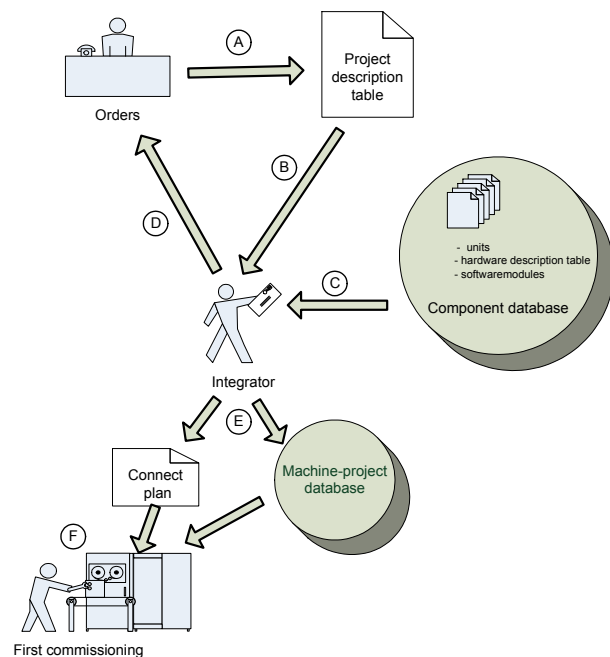 A
Project
description
table
Orders
B
D
- units
- hardware description table
- softwaremodules
C
Component database
Integrator
E
Connect
plan
Machine-project
database
F
First commissioning